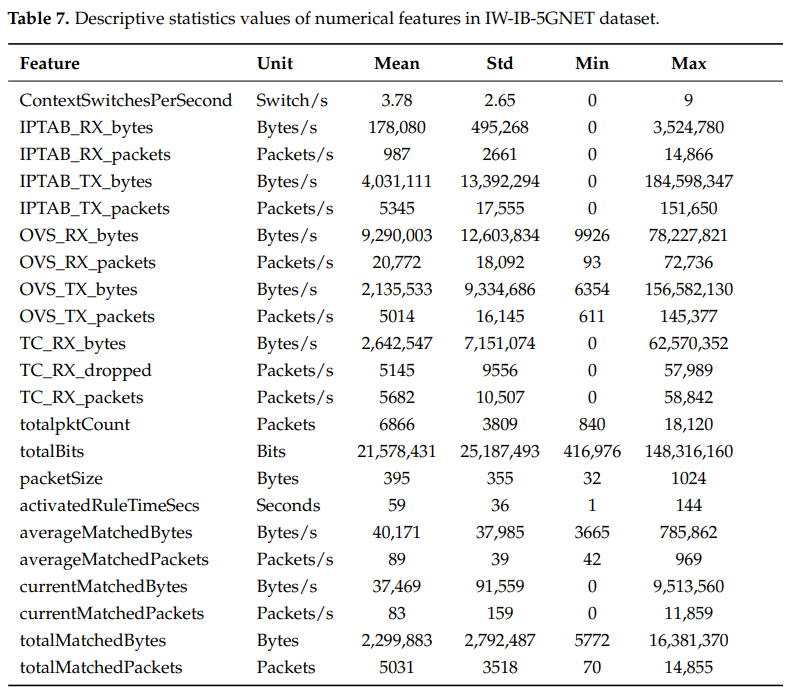 Table 7. Descriptive statistics values of numerical features in IW-IB-5GNET dataset.
Feature Unit Mean Std Min Max
ContextSwitchesPerSecond Switch/s 3.78 2.65 0 9
IPTAB_RX_bytes Bytes/s 178,080 495,268 0 3,524,780
IPTAB_RX_packets Packets/s 987 2661 0 14,866
IPTAB_TX_bytes Bytes/s 4,031,111 13,392,294 0 184,598,347
IPTAB_TX_packets Packets/s 5345 17,555 0 151,650
OVS_RX_bytes Bytes/s 9,290,003 12,603,834 9926 78,227,821
OVS_RX_packets Packets/s 20,772 18,092 93 72,736
OVS_TX_bytes Bytes/s 2,135,533 9,334,686 6354 156,582,130
OVS_TX_packets Packets/s 5014 16,145 611 145,377
TC_RX_bytes Bytes/s 2,642,547 7,151,074 0 62,570,352
TC_RX_dropped Packets/s 5145 9556 0 57,989
TC_RX_packets Packets/s 5682 10,507 0 58,842
totalpktCount Packets 6866 3809 840 18,120
totalBits Bits 21,578,431 25,187,493 416,976 148,316,160
packetSize Bytes 395 355 32 1024
activatedRuleTimeSecs Seconds 59 36 1 144
averageMatchedBytes Bytes/s 40,171 37,985 3665 785,862
averageMatchedPackets Packets/s 89 39 42 969
currentMatchedBytes Bytes/s 37,469 91,559 0 9,513,560
currentMatchedPackets Packets/s 83 159 0 11,859
totalMatchedBytes Bytes 2,299,883 2,792,487 5772 16,381,370
totalMatchedPackets Packets 5031 3518 70 14,855